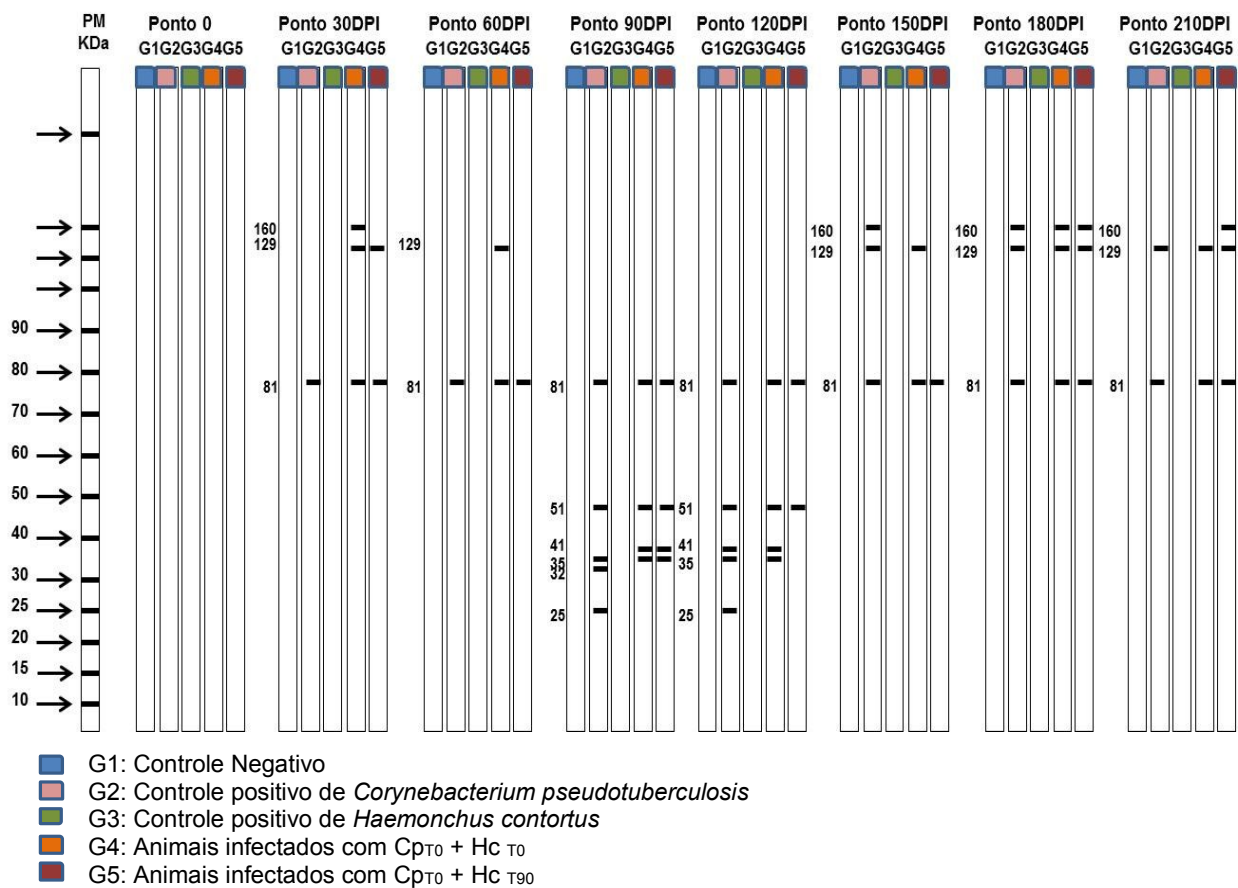 PM Ponto 0 Ponto 30DPI Ponto 60DPI Ponto 90DPI Ponto 120DPI Ponto 150DPI Ponto 180DPI Ponto 210DPI
KDa G1G2G3G4G5 G1G2G3G4G5 G1G2G3G4G5 G1G2G3G4G5 G1G2G3G4G5 G1G2G3G4G5 G1G2G3G4G5 G1G2G3G4G5
160 160 160 160
129 129 129 129 129
90
80
81 81 81 81 81 81 81
70
60
50
51 51
40
41 41
35 35
32
30
25
25 25
20
15
10
G1: Controle Negativo
G2: Controle positivo de Corynebacterium pseudotuberculosis
G3: Controle positivo de Haemonchus contortus
G4: Animais infectados com CpT0 + Hc T0
G5: Animais infectados com CpT0 + Hc T90